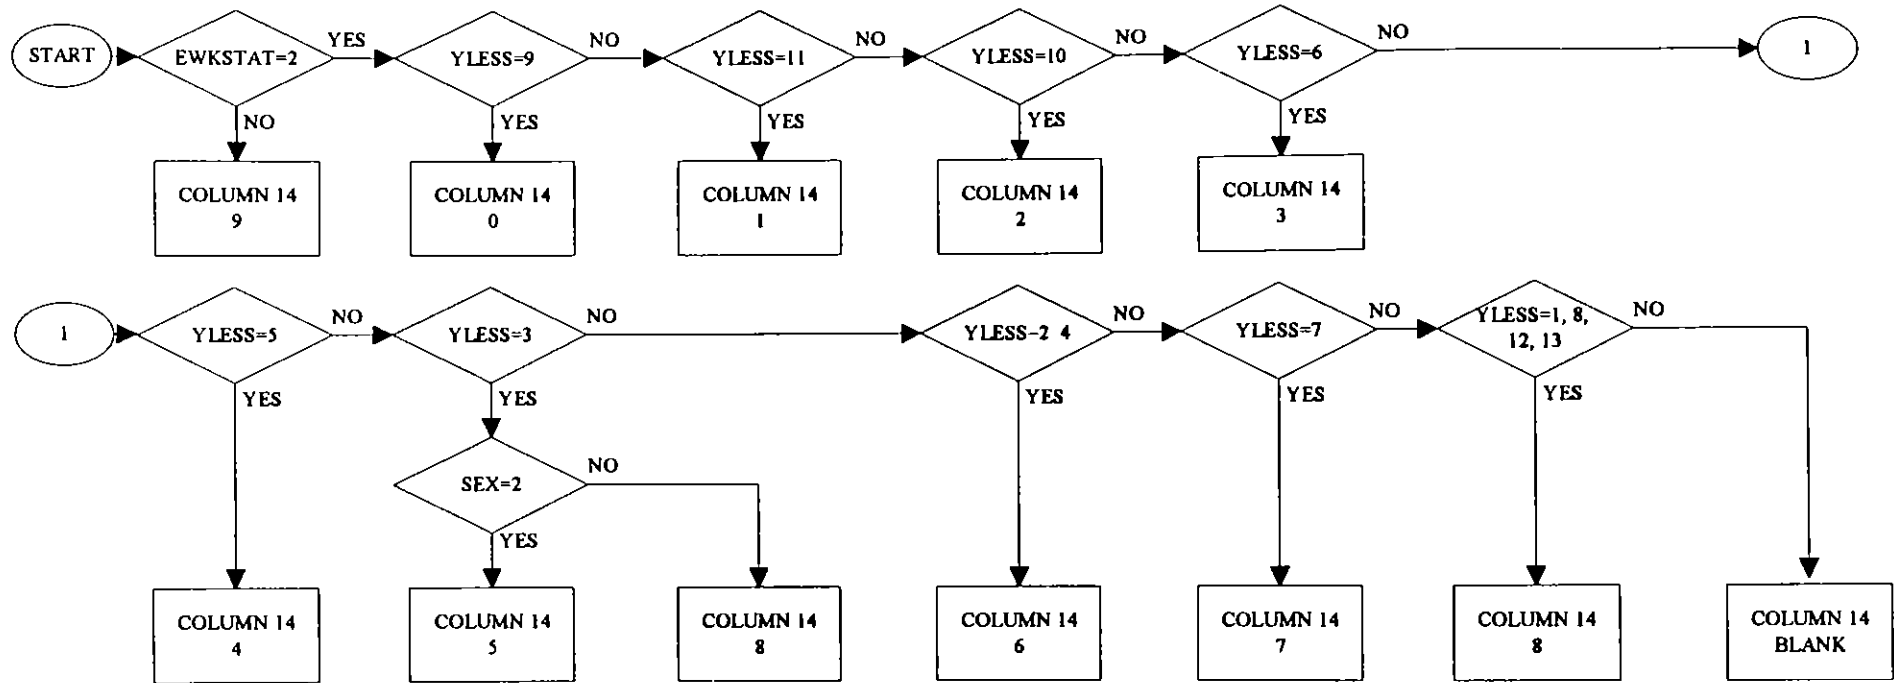 START
EWKSTAT=2
YES
YLESS=9
NO
YLESS=11
NO
YLESS=10
NO
YLESS=6
NO
1
NO
YES
YES
YES
YES
COLUMN 14
9
COLUMN 14
0
COLUMN 14
1
COLUMN 14
2
COLUMN 14
3
1
YLESS=5
NO
YLESS=3
NO
YLESS=2 4
NO
YLESS=7
NO
YLESS=1, 8,
12, 13
NO
YES
YES
YES
YES
YES
SEX=2
NO
YES
COLUMN 14
4
COLUMN 14
5
COLUMN 14
8
COLUMN 14
6
COLUMN 14
7
COLUMN 14
8
COLUMN 14
BLANK